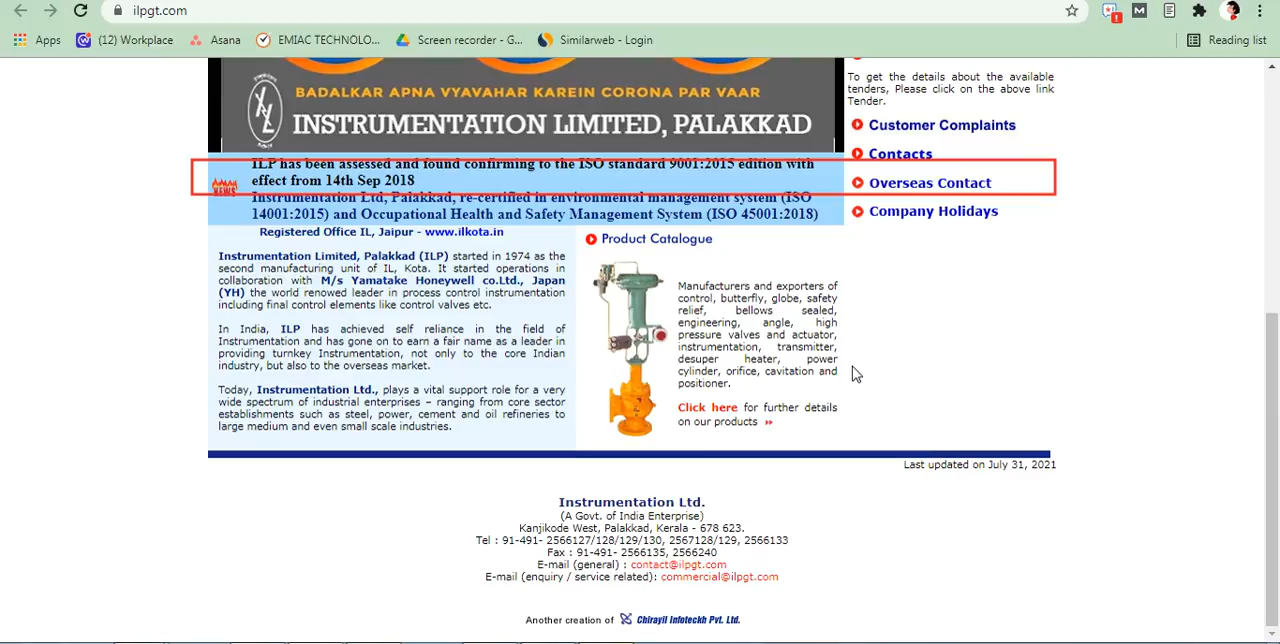 ilpgt.com
Apps
(12) Workplace
Asana
EMIAC TECHNOLO...
Screen recorder - G...
Similarweb - Login
Reading list
BADALKAR APNA VYAVAHAR KAREIN CORONA PAR VAAR
INSTRUMENTATION LIMITED, PALAKKAD
NEWS
ILP has been assessed and found confirming to the ISO standard 9001:2015 edition with
effect from 14th Sep 2018
Instrumentation Ltd, Palakkad, re-certified in environmental management system (ISO
14001:2015) and Occupational Health and Safety Management System (ISO 45001:2018)
To get the details about the available
tenders, Please click on the above link
Tender.
Customer Complaints
Contacts
Overseas Contact
Company Holidays
Registered Office IL, Jaipur - www.ilkota.in
Instrumentation Limited, Palakkad (ILP) started in 1974 as the
second manufacturing unit of IL, Kota. It started operations in
collaboration with M/s Yamatake Honeywell co.Ltd., Japan
(YH) the world renowed leader in process control instrumentation
including final control elements like control valves etc.
In India, ILP has achieved self reliance in the field of
Instrumentation and has gone on to earn a fair name as a leader in
providing turnkey Instrumentation, not only to the core Indian
industry, but also to the overseas market.
Today, Instrumentation Ltd., plays a vital support role for a very
wide spectrum of industrial enterprises – ranging from core sector
establishments such as steel, power, cement and oil refineries to
large medium and even small scale industries.
Product Catalogue
Manufacturers and exporters of
control, butterfly, globe, safety
relief, bellows sealed,
engineering, angle, high
pressure valves and actuator,
instrumentation, transmitter,
desuper heater, power
cylinder, orifice, cavitation and
positioner.
Click here for further details
on our products
Last updated on July 31, 2021
Instrumentation Ltd.
(A Govt. of India Enterprise)
Kanjikode West, Palakkad, Kerala - 678 623.
Tel : 91-491- 2566127/128/129/130, 2567128/129, 2566133
Fax : 91-491- 2566135, 2566240
E-mail (general) : contact@ilpgt.com
E-mail (enquiry / service related): commercial@ilpgt.com
Another creation of Chirayil Infoteckh Pvt. Ltd.